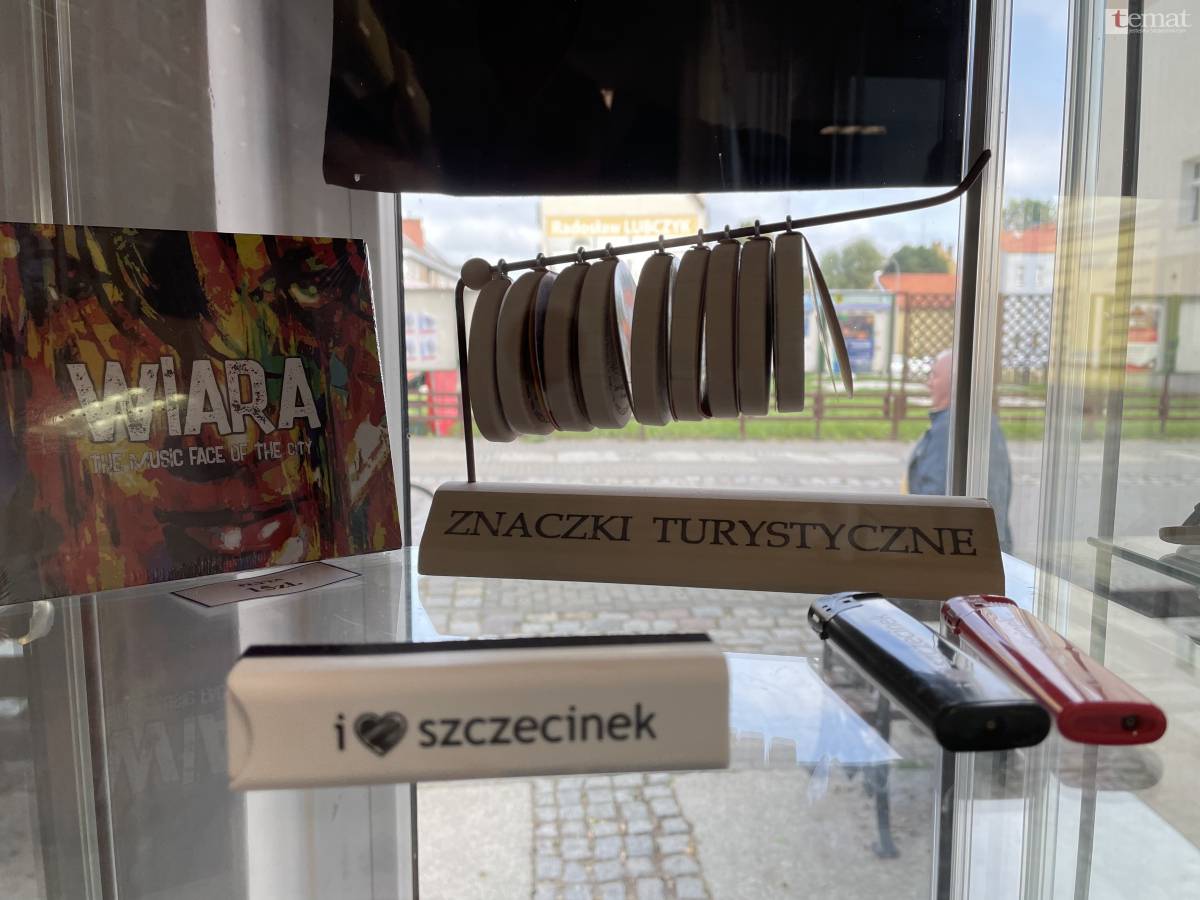 temat
Radosław LUBCZYK
WIARA
THE MUSIC FACE OF THE CITY
ZNACZKI TURYSTYCZNE
i ♥ szczecinek